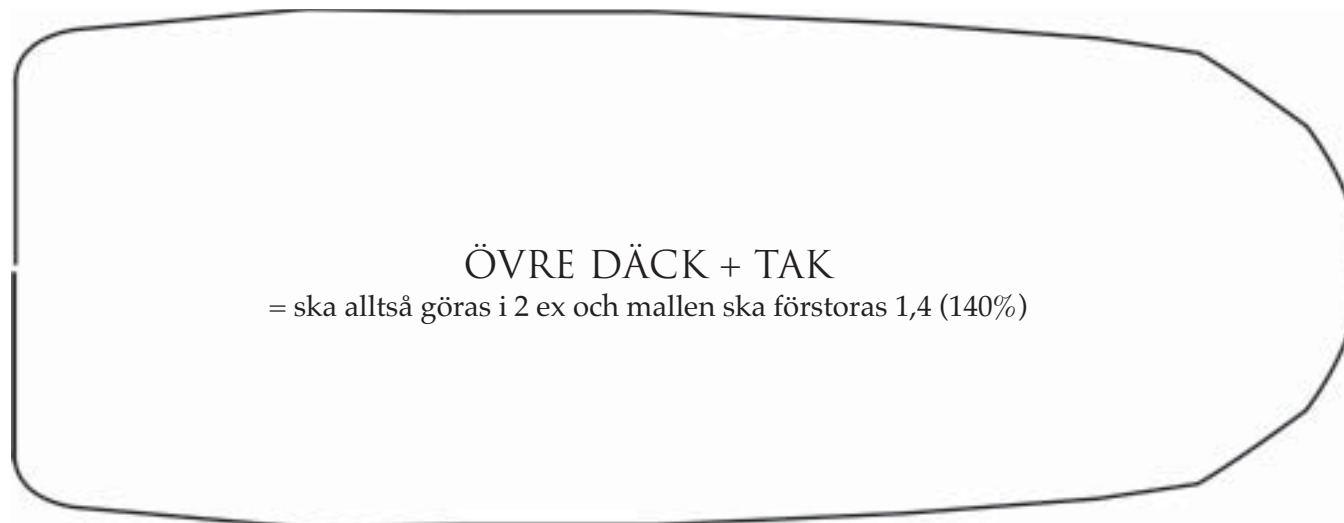 ÖVRE DÄCK + TAK
= ska alltså göras i 2 ex och mallen ska förstoras 1,4 (140%)